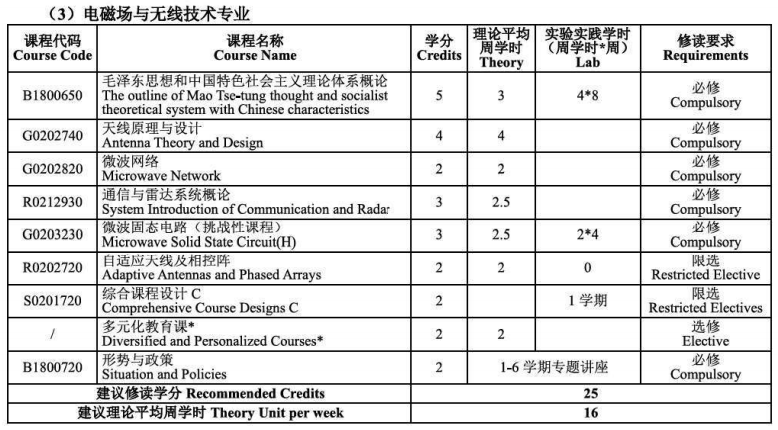 （3）电磁场与无线技术专业
课程代码 课程名称 学分 理论平均 实验实践学时 修读要求
Course Code Course Name Credits 周学时 （周学时*周） Requirements
Theory Lab
毛泽东思想和中国特色社会主义理论体系概论
B1800650 The outline of Mao Tse-tung thought and socialist 5 3 4*8 必修
theoretical system with Chinese characteristics Compulsory
G0202740 天线原理与设计 4 4 必修
Antenna Theory and Design Compulsory
G0202820 微波网络 2 2 必修
Microwave Network Compulsory
R0212930 通信与雷达系统概论 3 2.5 必修
System Introduction of Communication and Radar Compulsory
G0203230 微波固态电路（挑战性课程） 3 2.5 2*4 必修
Microwave Solid State Circuit(H) Compulsory
R0202720 自适应天线及相控阵 2 2 0 限选
Adaptive Antennas and Phased Arrays Restricted Elective
S0201720 综合课程设计 C 2 1 学期 限选
Comprehensive Course Designs C Restricted Electives
/ 多元化教育课* 2 2 选修
Diversified and Personalized Courses* Elective
B1800720 形势与政策 2 1-6 学期专题讲座 必修
Situation and Policies Compulsory
建议修读学分 Recommended Credits 25
建议理论平均周学时 Theory Unit per week 16